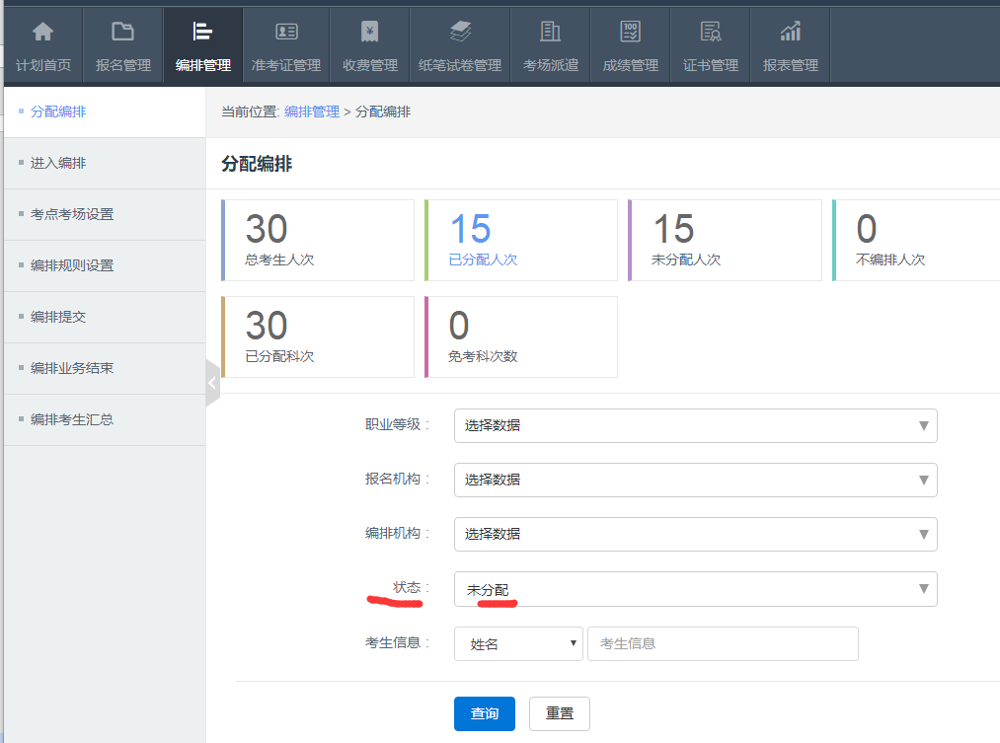 计划首页 报名管理 编排管理 准考证管理 收费管理 纸笔试卷管理 考场派遣 成绩管理 证书管理 报表管理
分配编排
进入编排
考点考场设置
编排规则设置
编排提交
编排业务结束
编排考生汇总
当前位置: 编排管理 > 分配编排
分配编排
30
总考生人次
15
已分配人次
15
未分配人次
0
不编排人次
30
已分配科次
0
免考科次数
职业等级 : 选择数据
报名机构 : 选择数据
编排机构 : 选择数据
状态 : 未分配
考生信息 : 姓名 考生信息
查询 重置